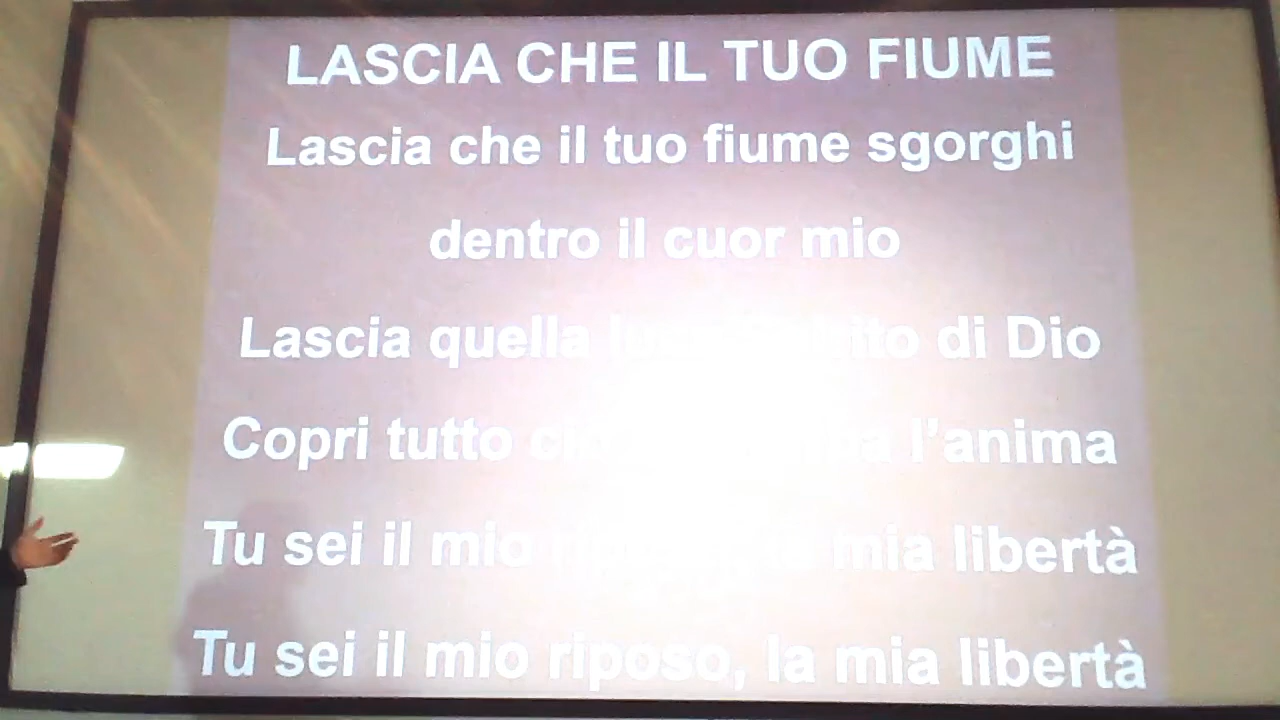 LASCIA CHE IL TUO FIUME
Lascia che il tuo fiume sgorghi
dentro il cuor mio
Lascia quella di Dio
Copri tutto l'anima
Tu sei il mio mia libertà
Tu sei il mio riposo, la mia libertà